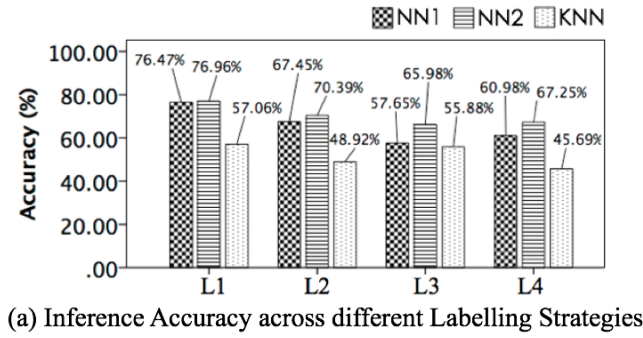 NN1 NN2 KNN
100.00
80.00
60.00
40.00
20.00
.00
Accuracy (%)
76.47% 76.96% 57.06%
67.45% 70.39% 48.92%
57.65% 65.98% 55.88%
60.98% 67.25% 45.69%
L1 L2 L3 L4
(a) Inference Accuracy across different Labelling Strategies